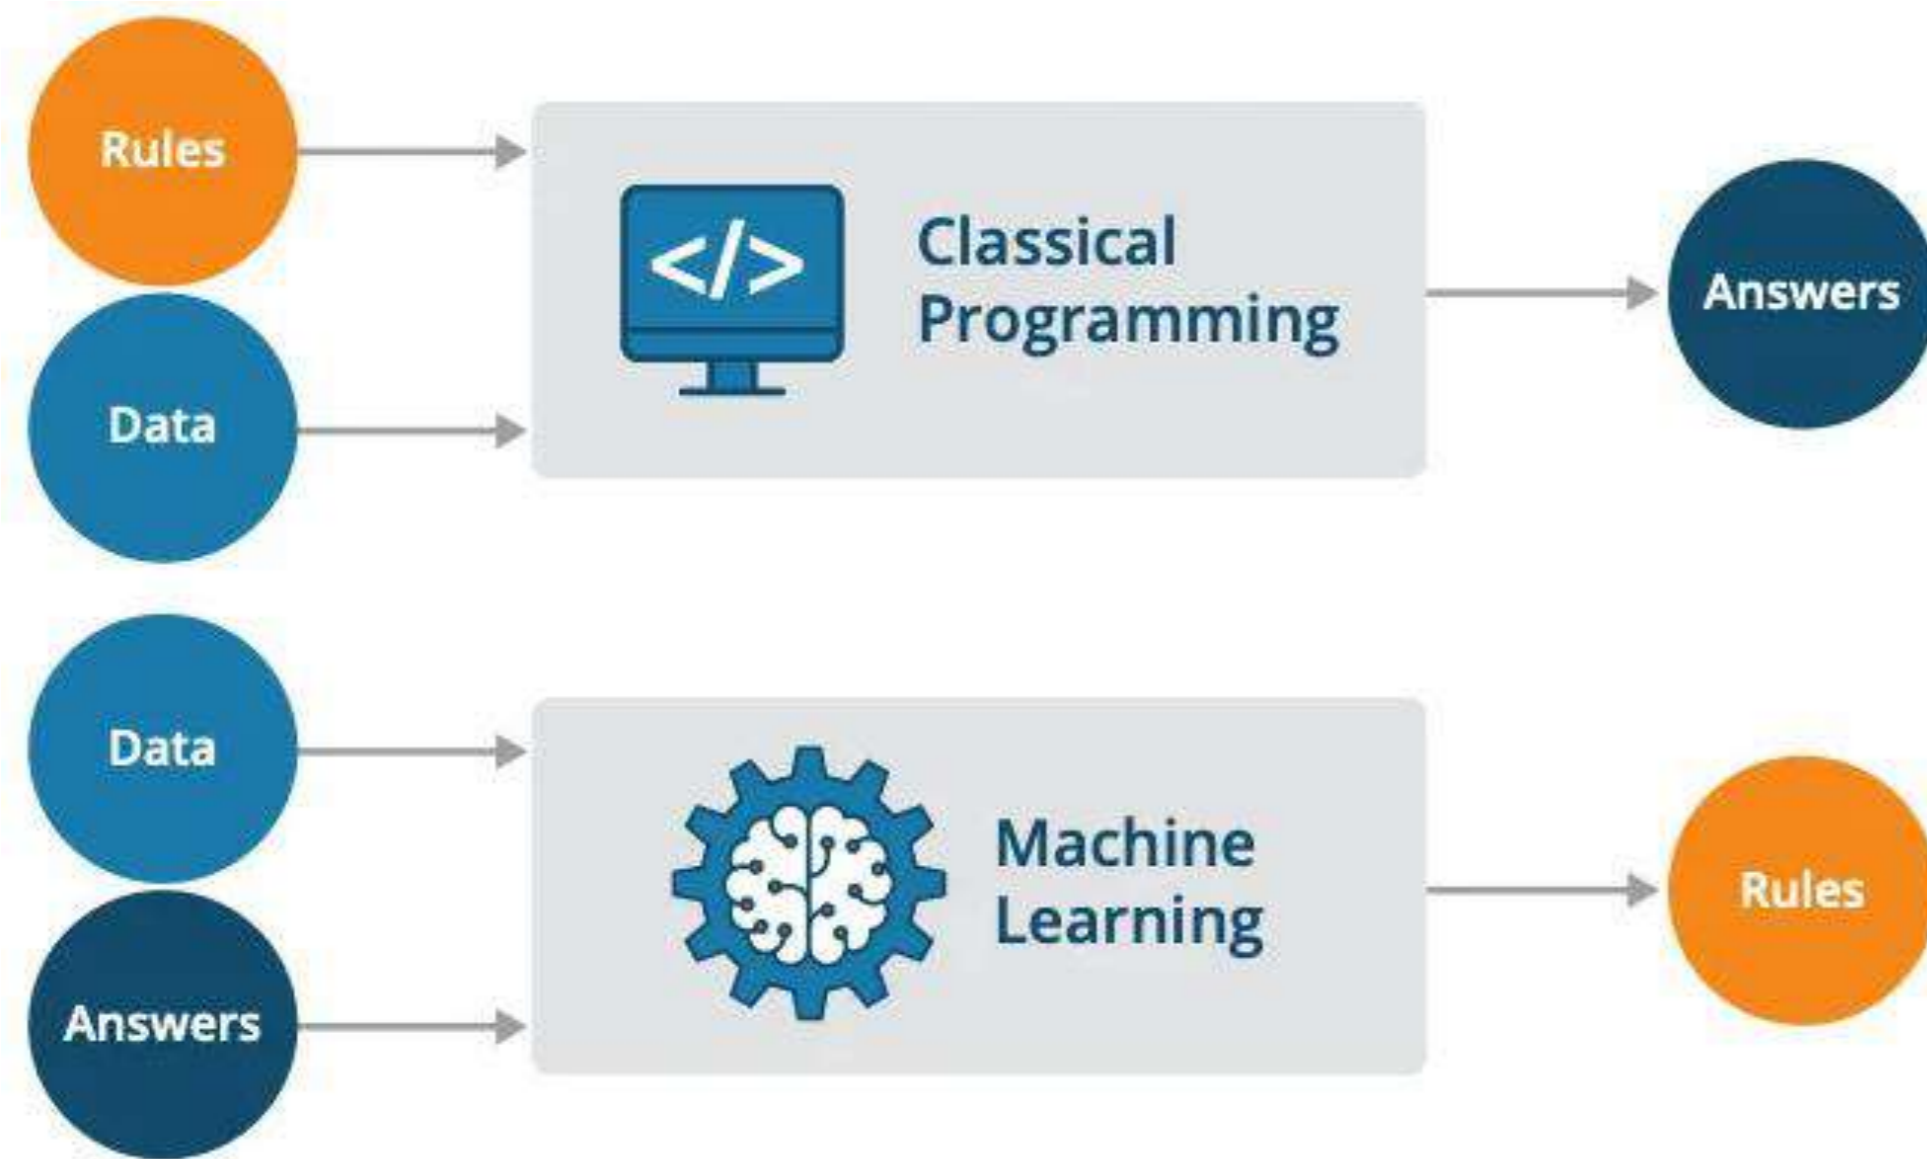 Rules
Data
</>
Classical
Programming
Answers
Data
Answers
Machine
Learning
Rules